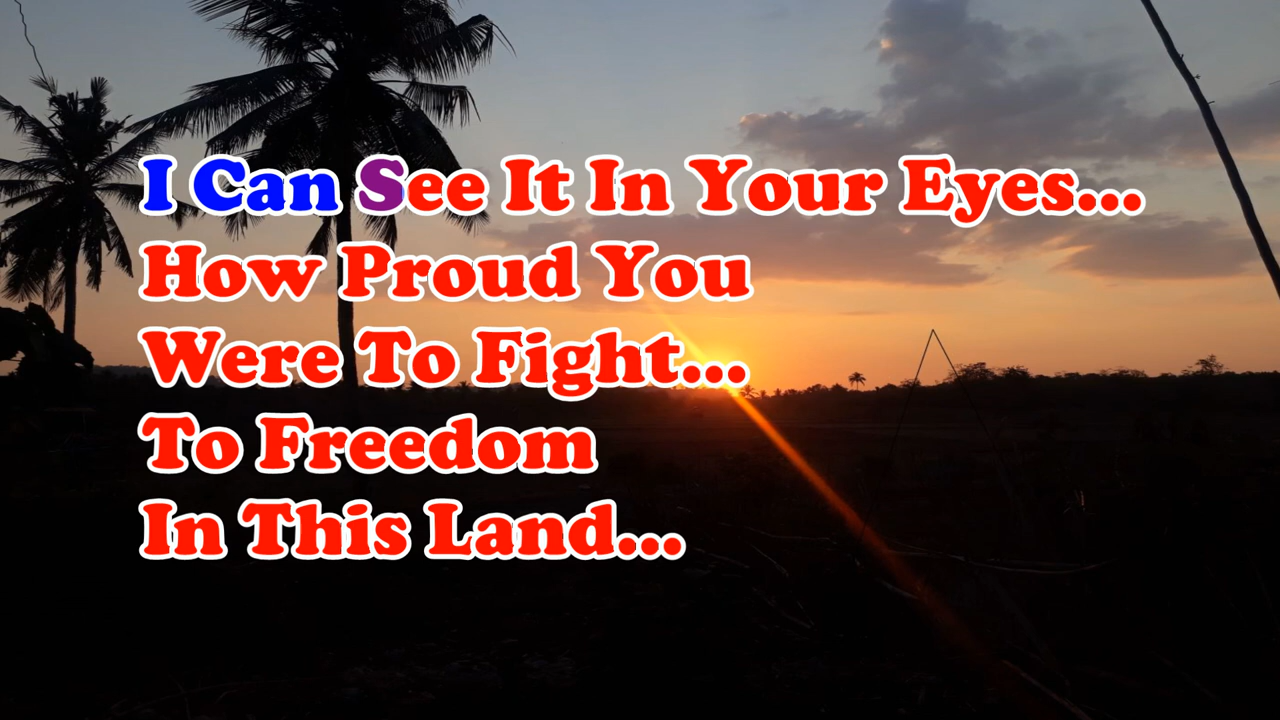 I Can See It In Your Eyes...
How Proud You
Were To Fight...
To Freedom
In This Land...